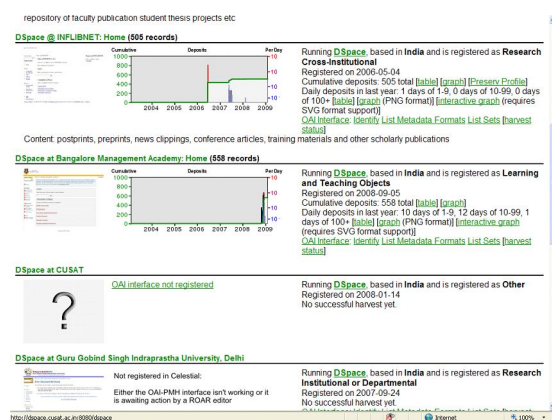 repository of faculty publication student thesis projects etc
DSpace @ INFLIBNET: Home (505 records)
Cumulative Deposits Per Day
1000
800
600
400
200
0
10
0
-10
-10
2004 2005 2006 2007 2008 2009
Running DSpace, based in India and is registered as Research
Cross-Institutional
Registered on 2006-05-04
Cumulative deposits: 505 total [table] [graph] [Preserv Profile]
Daily deposits in last year: 1 days of 1-9, 0 days of 10-99, 0 days
of 100+ [table] [graph (PNG format)] [interactive graph (requires
SVG format support)]
OAI Interface: Identify List Metadata Formats List Sets [harvest
status]
Content: postprints, preprints, news clippings, conference articles, training materials and other scholarly publications
DSpace at Bangalore Management Academy: Home (558 records)
Cumulative Deposits Per Day
1000
800
600
400
200
0
10
0
-10
-10
2004 2005 2006 2007 2008 2009
Running DSpace, based in India and is registered as Learning
and Teaching Objects
Registered on 2008-09-05
Cumulative deposits: 558 total [table] [graph]
Daily deposits in last year: 10 days of 1-9, 12 days of 10-99, 1
days of 100+ [table] [graph (PNG format)] [interactive graph
(requires SVG format support)]
OAI Interface: Identify List Metadata Formats List Sets [harvest
status]
DSpace at CUSAT
?
OAI interface not registered
Running DSpace, based in India and is registered as Other
Registered on 2008-01-14
No successful harvest yet.
DSpace at Guru Gobind Singh Indraprastha University, Delhi
Not registered in Celestial:
Either the OAI-PMH interface isn't working or it
is awaiting action by a ROAR editor
Running DSpace, based in India and is registered as Research
Institutional or Departmental
Registered on 2007-09-24
No successful harvest yet.
http://dspace.cusat.ac.in:8080/dspace
Internet
100%